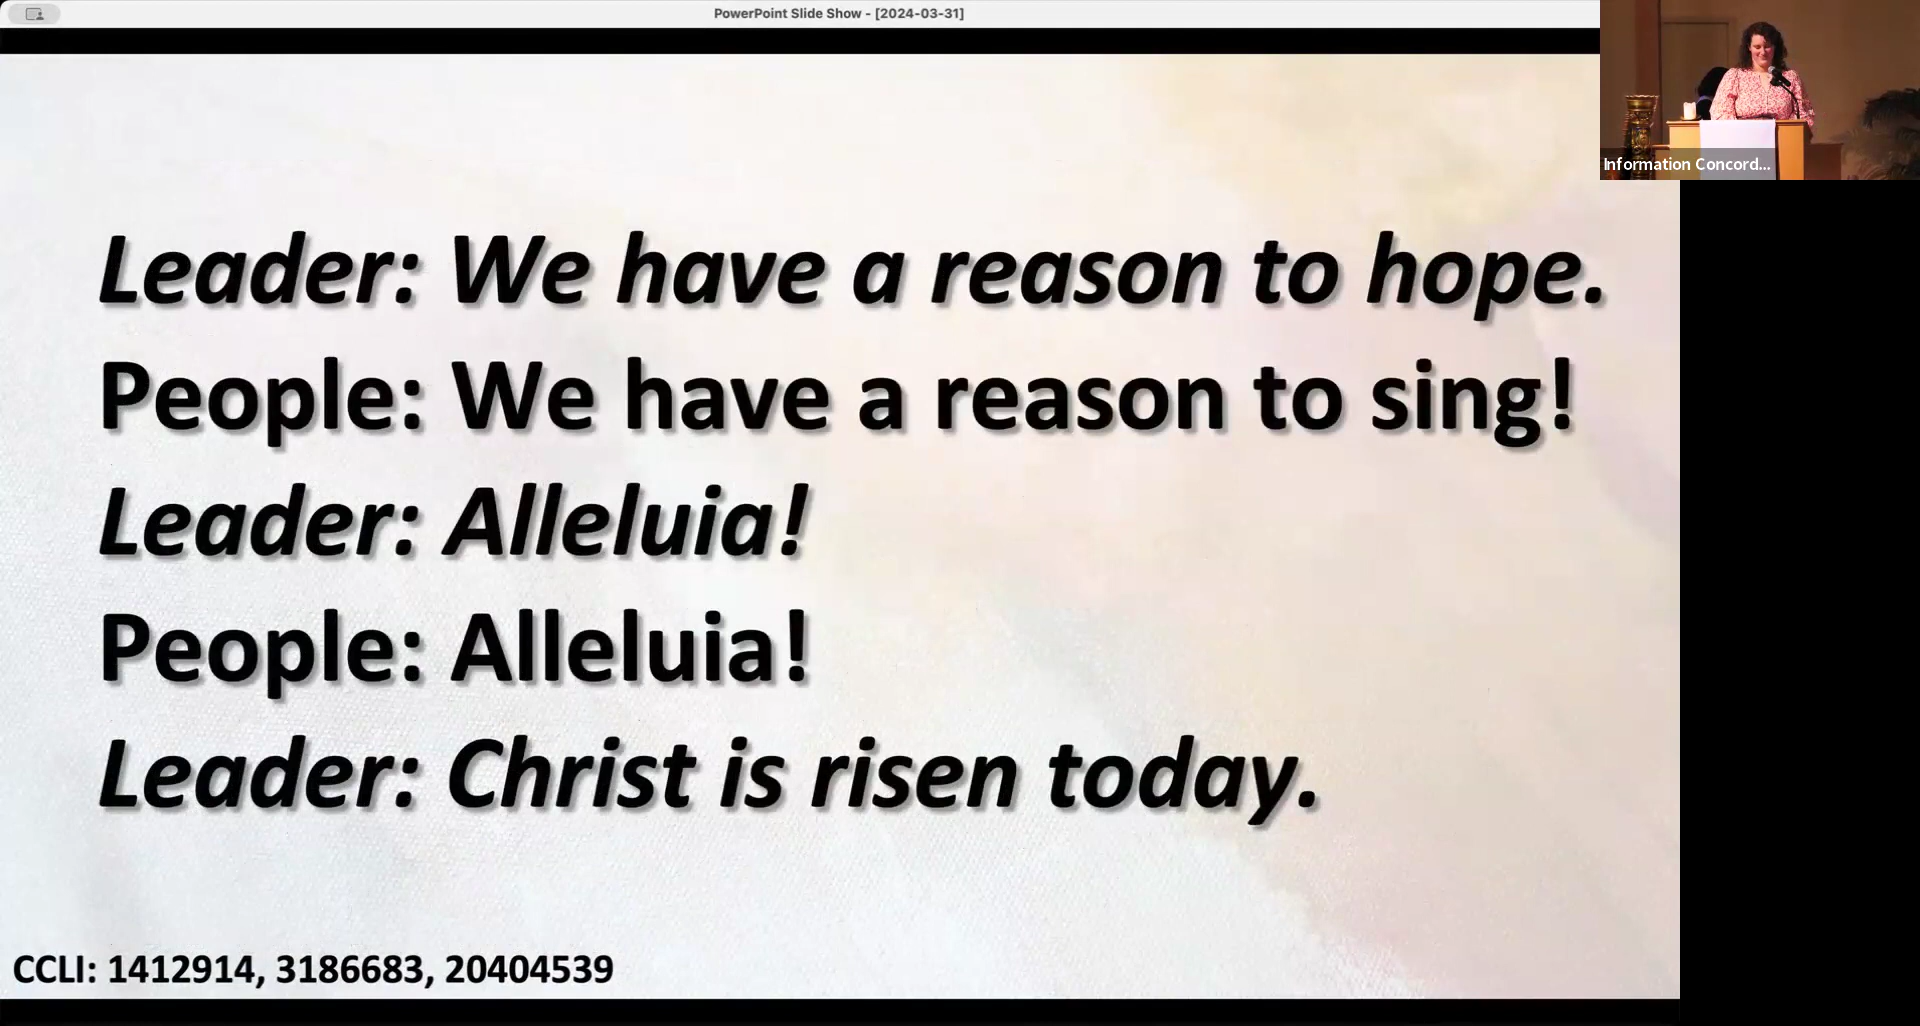 PowerPoint Slide Show - [2024-03-31]
Information Concord...
Leader: We have a reason to hope.
People: We have a reason to sing!
Leader: Alleluia!
People: Alleluia!
Leader: Christ is risen today.
CCLI: 1412914, 3186683, 20404539